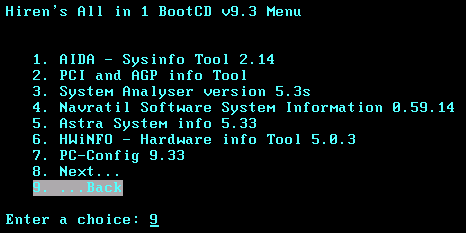 Hiren's All in 1 BootCD v9.3 Menu
1. AIDA - Sysinfo Tool 2.14
2. PCI and AGP info Tool
3. System Analyser version 5.3s
4. Navratil Software System Information 0.59.14
5. Astra System info 5.33
6. HWiNFO - Hardware info Tool 5.0.3
7. PC-Config 9.33
8. Next...
9. ...Back
Enter a choice: 9